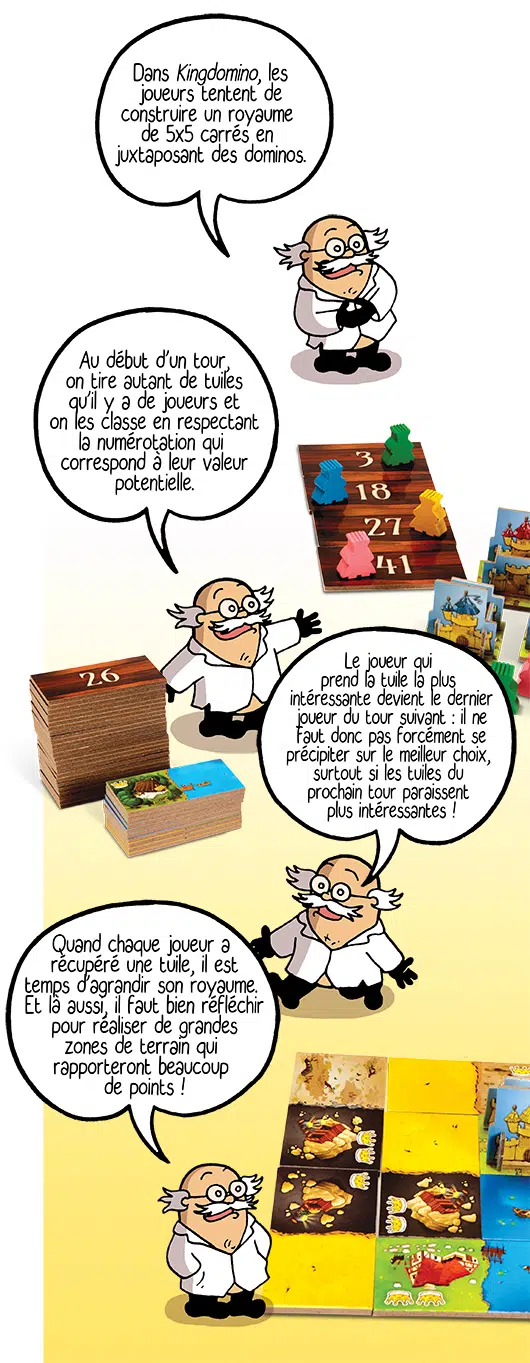 Dans Kingdomino, les
joueurs tentent de
construire un royaume
de 5x5 carrés en
juxtaposant des dominos.
Au début d'un tour,
on tire autant de tuiles
qu'il y a de joueurs et
on les classe en respectant
la numérotation qui
correspond à leur valeur
potentielle.
3
18
27
41
26
Le joueur qui
prend la tuile la plus
intéressante devient le dernier
joueur du tour suivant : il ne
faut donc pas forcément se
précipiter sur le meilleur choix,
surtout si les tuiles du
prochain tour paraissent
plus intéressantes !
Quand chaque joueur a
récupéré une tuile, il est
temps d'agrandir son royaume.
Et là aussi, il faut bien réfléchir
pour réaliser de grandes
zones de terrain qui
rapporteront beaucoup
de points !